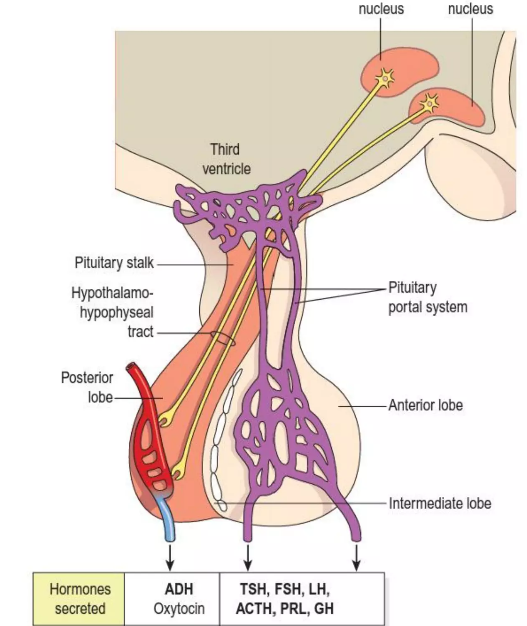 nucleus
nucleus
Third
ventricle
Pituitary stalk
Hypothalamo-
hypophyseal
tract
Pituitary
portal system
Posterior
lobe
Anterior lobe
Intermediate lobe
Hormones
secreted
ADH
Oxytocin
TSH, FSH, LH,
ACTH, PRL, GH